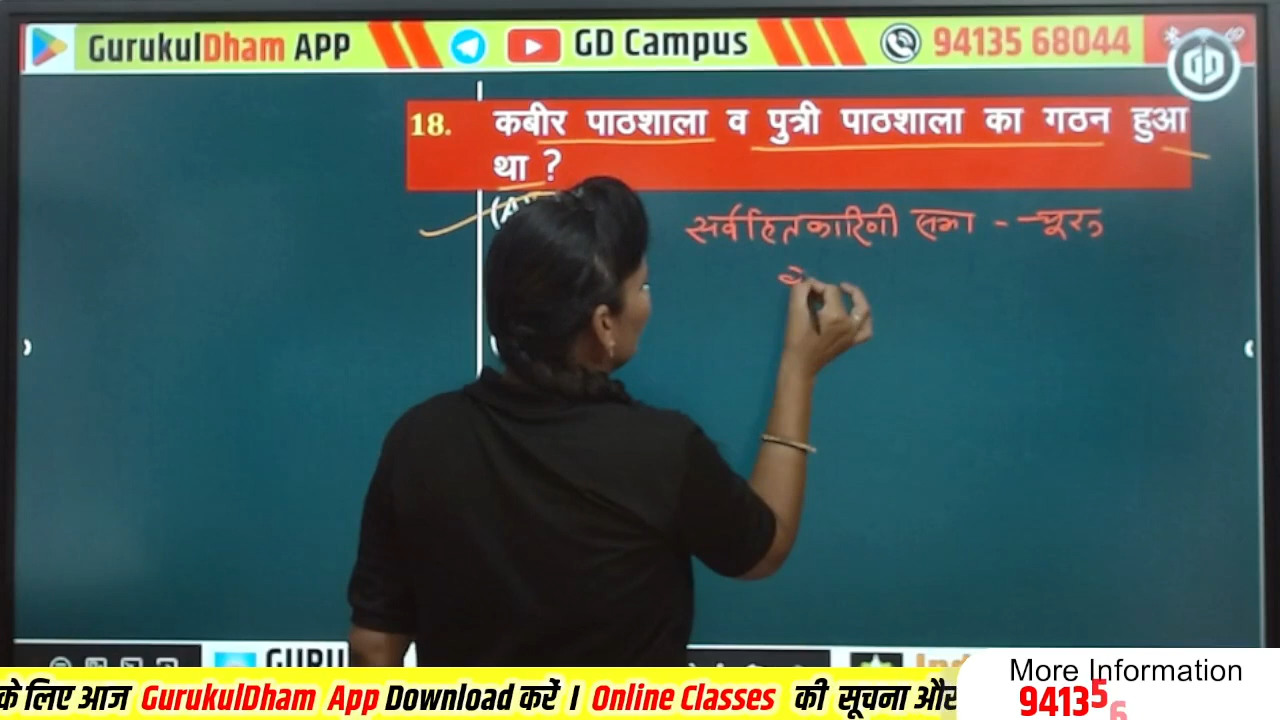 GurukulDham APP GD Campus 94135 68044
18. कबीर पाठशाला व पुत्री पाठशाला का गठन हुआ
था ?
सर्वहितकारिणी सभा - चूरू
के लिए आज GurukulDham App Download करें । Online Classes की सूचना और
More Information
94135